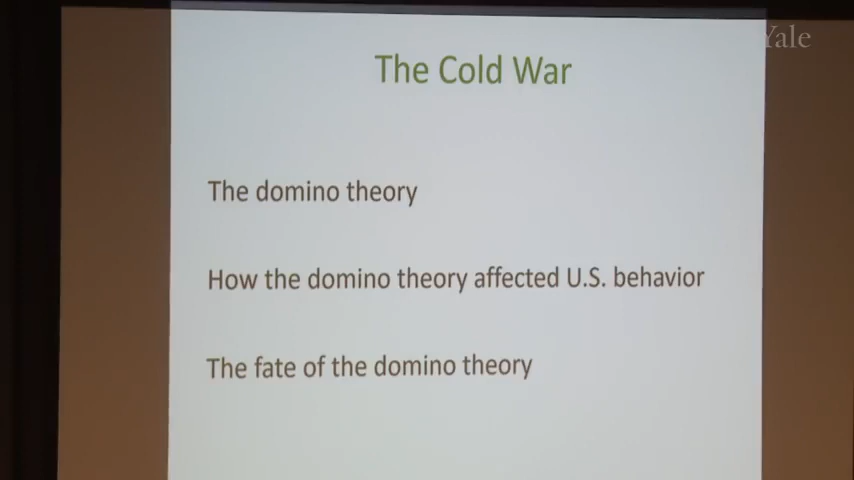 Yale
The Cold War
The domino theory
How the domino theory affected U.S. behavior
The fate of the domino theory